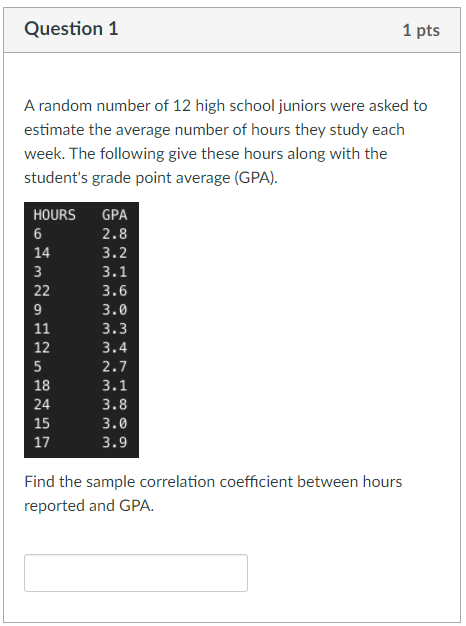 Question 1
1 pts
A random number of 12 high school juniors were asked to
estimate the average number of hours they study each
week. The following give these hours along with the
student's grade point average (GPA).
HOURS GPA
6 2.8
14 3.2
3 3.1
22 3.6
9 3.0
11 3.3
12 3.4
5 2.7
18 3.1
24 3.8
15 3.0
17 3.9
Find the sample correlation coefficient between hours
reported and GPA.